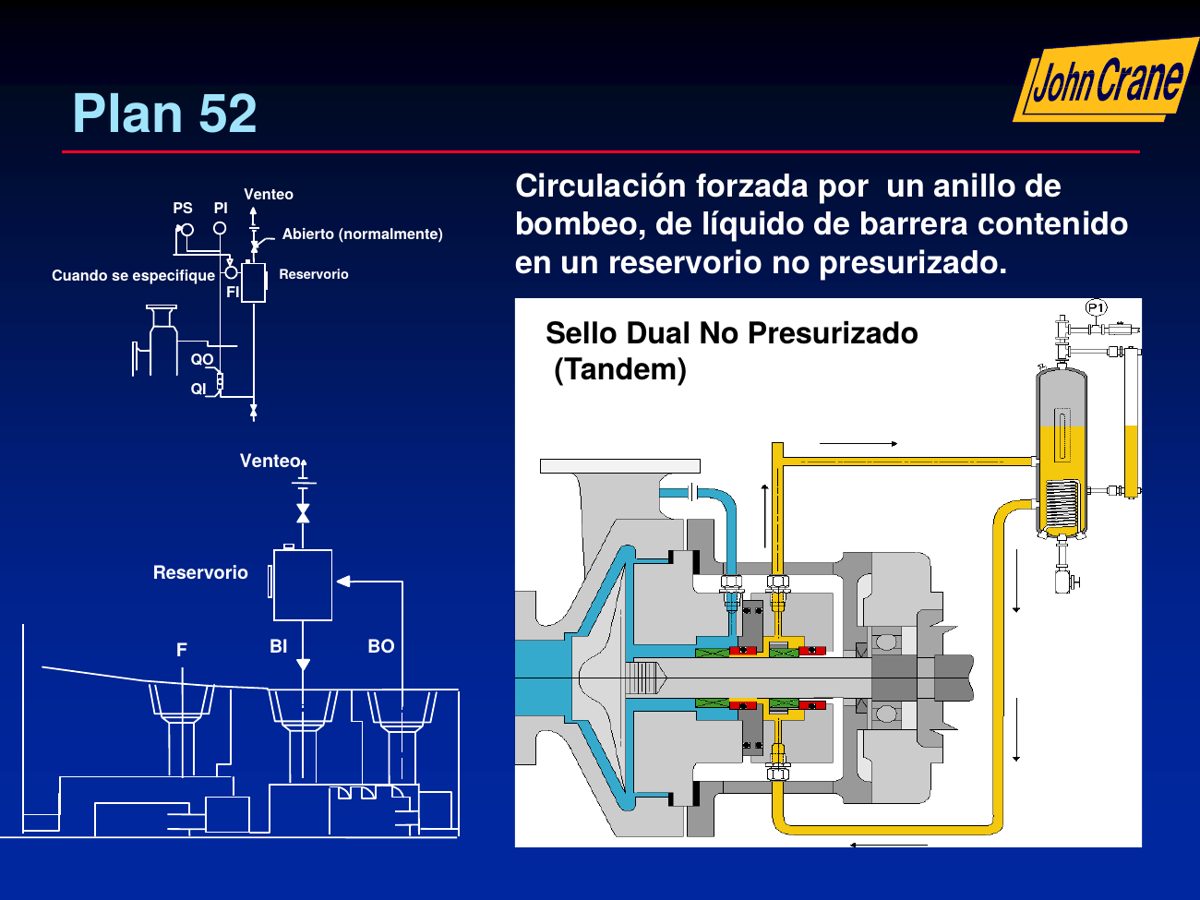 John Crane
Plan 52
Circulación forzada por un anillo de
bombeo, de líquido de barrera contenido
en un reservorio no presurizado.
Venteo
PS PI
Abierto (normalmente)
Cuando se especifique
Reservorio
FI
QO
QI
Venteo
Reservorio
F
BI
BO
Sello Dual No Presurizado
(Tandem)
P1